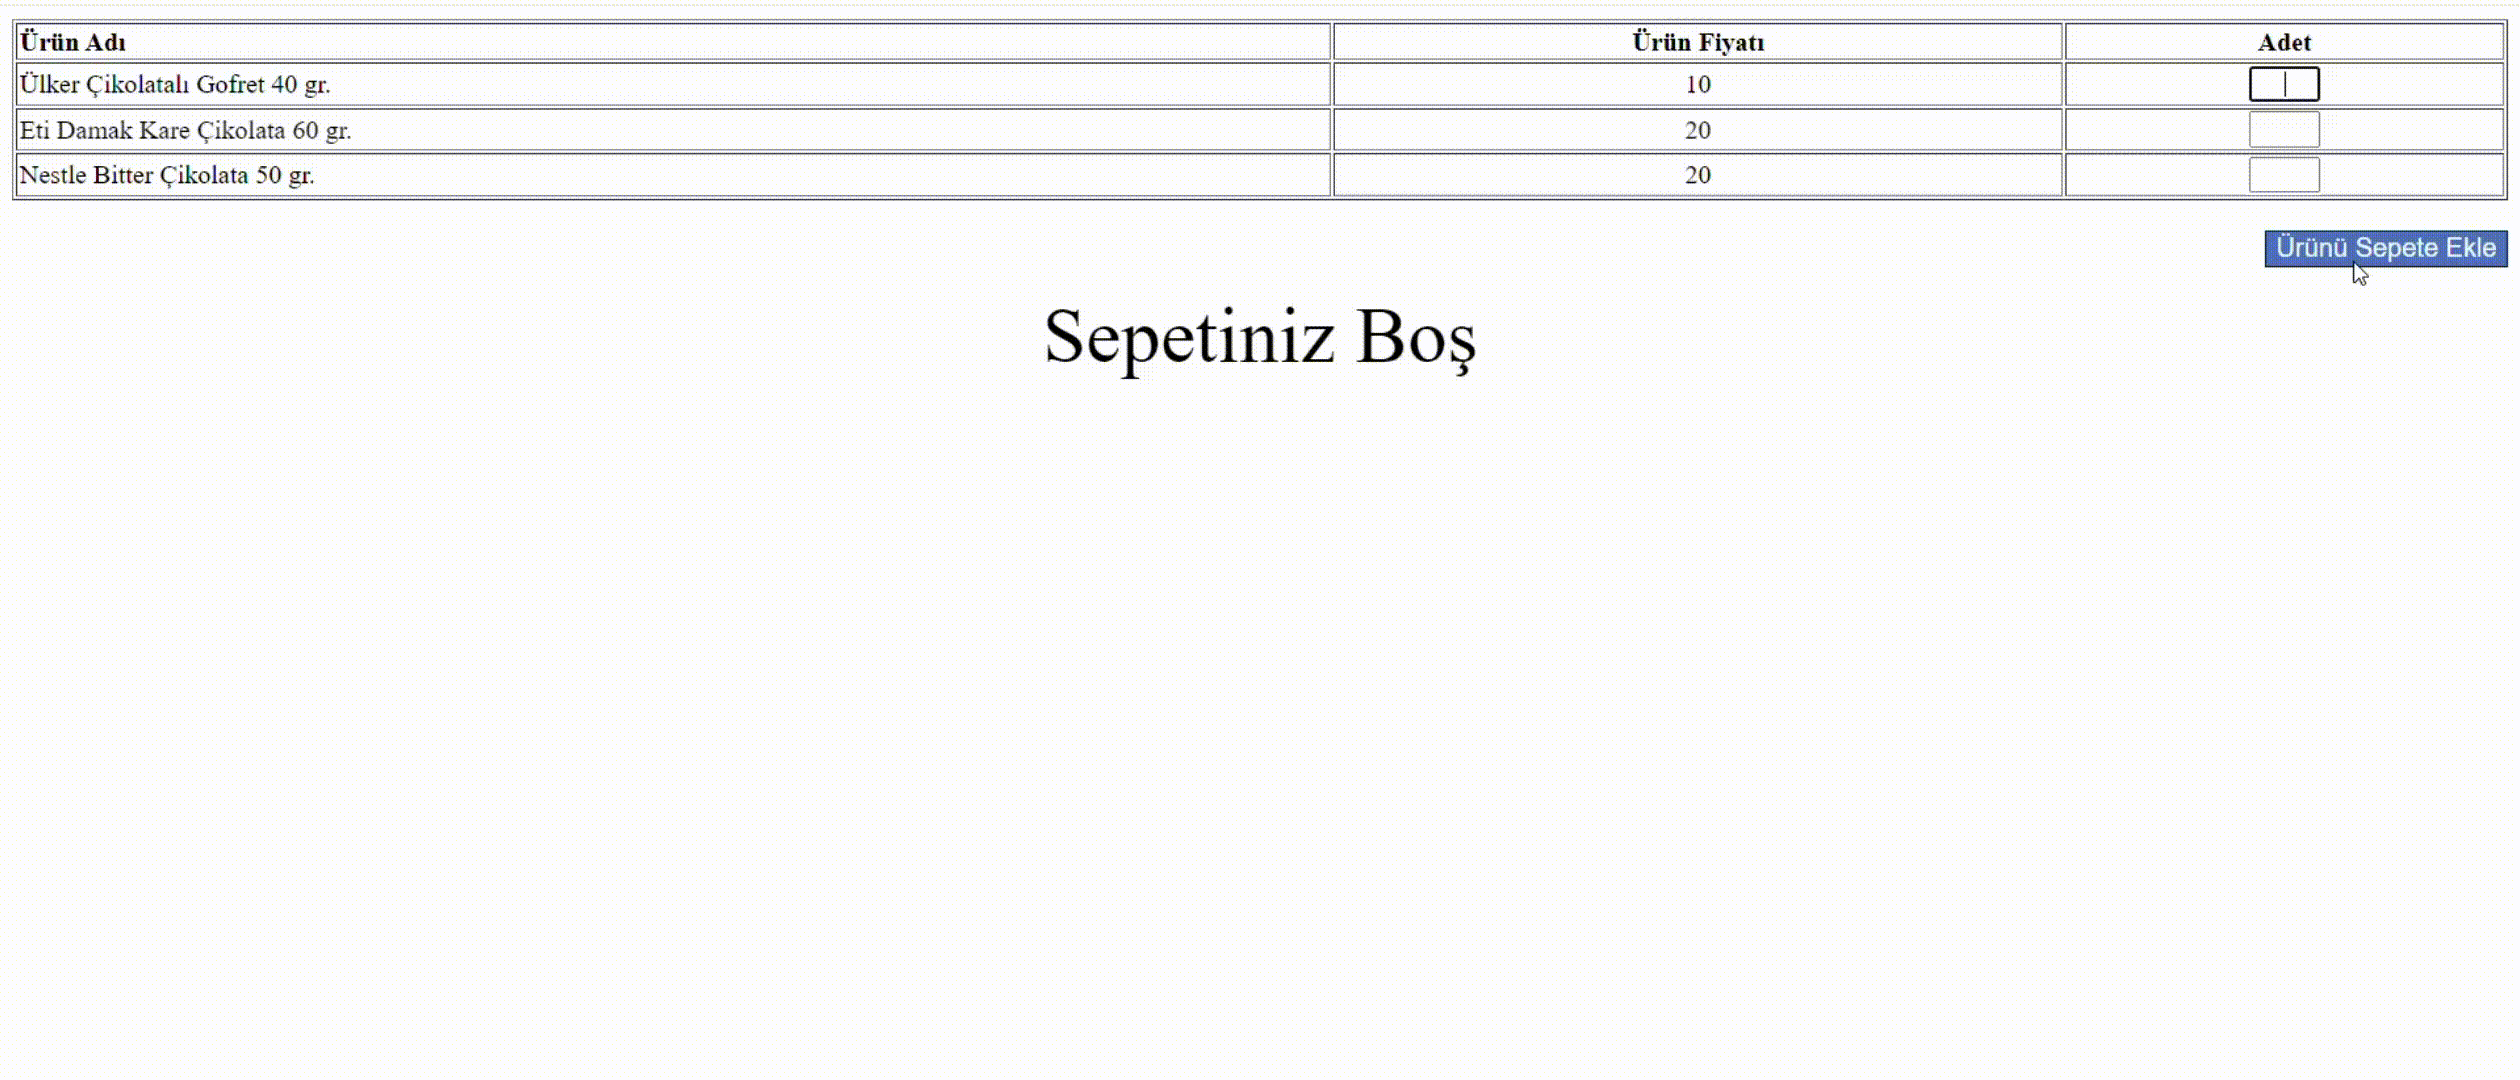 Ürün Adı Ürün Fiyatı Adet
Ülker Çikolatalı Gofret 40 gr. 10
Eti Damak Kare Çikolata 60 gr. 20
Nestle Bitter Çikolata 50 gr. 20
Ürünü Sepete Ekle
Sepetiniz Boş